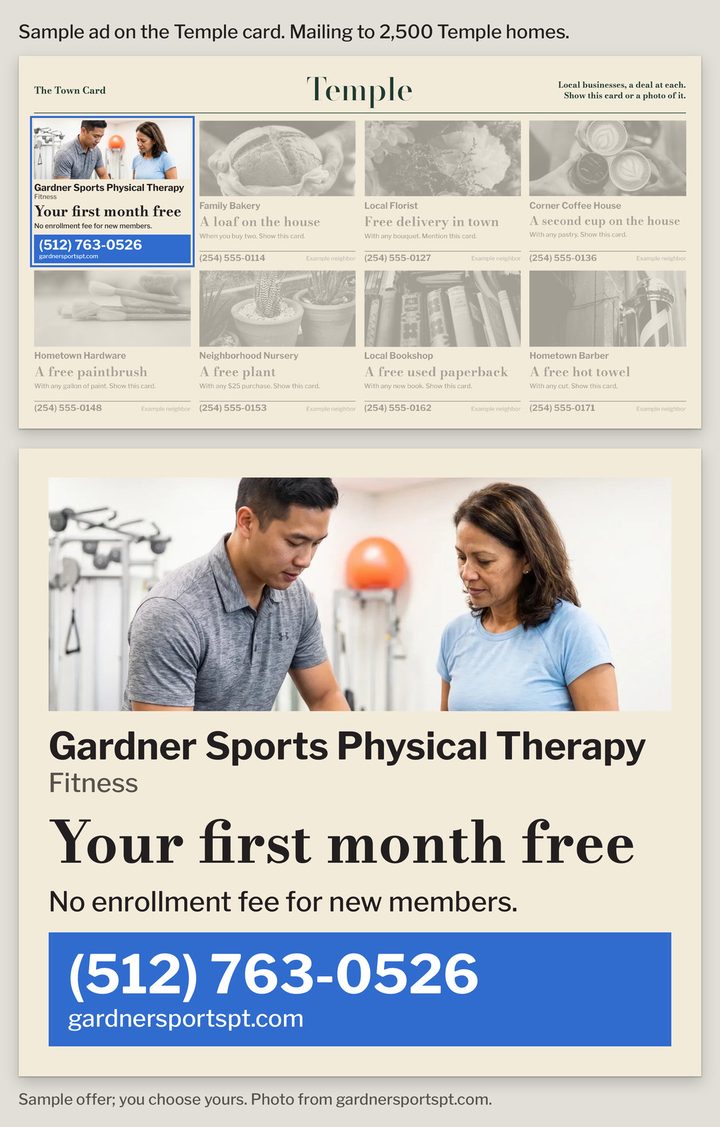 Sample ad on the Temple card. Mailing to 2,500 Temple homes.
The Town Card
Temple
Local businesses, a deal at each.
Show this card or a photo of it.
Gardner Sports Physical Therapy
Fitness
Your first month free
No enrollment fee for new members.
(512) 763-0526
gardnersportspt.com
Family Bakery
A loaf on the house
When you buy two. Show this card.
(254) 555-0114 Example neighbor
Local Florist
Free delivery in town
With any bouquet. Mention this card.
(254) 555-0127 Example neighbor
Corner Coffee House
A second cup on the house
With any pastry. Show this card.
(254) 555-0136 Example neighbor
Hometown Hardware
A free paintbrush
With any gallon of paint. Show this card.
(254) 555-0148 Example neighbor
Neighborhood Nursery
A free plant
With any $25 purchase. Show this card.
(254) 555-0153 Example neighbor
Local Bookshop
A free used paperback
With any new book. Show this card.
(254) 555-0162 Example neighbor
Hometown Barber
A free hot towel
With any cut. Show this card.
(254) 555-0171 Example neighbor
Gardner Sports Physical Therapy
Fitness
Your first month free
No enrollment fee for new members.
(512) 763-0526
gardnersportspt.com
Sample offer; you choose yours. Photo from gardnersportspt.com.